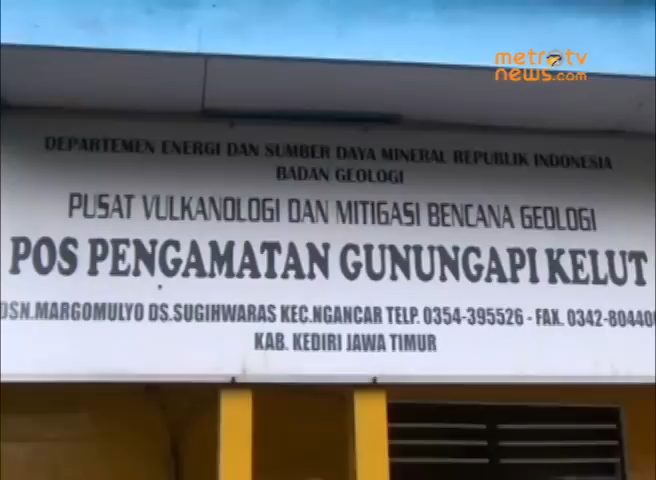 metrotv
news.com
DEPARTEMEN ENERGI DAN SUMBER DAYA MINERAL REPUBLIK INDONESIA
BADAN GEOLOGI
PUSAT VULKANOLOGI DAN MITIGASI BENCANA GEOLOGI
POS PENGAMATAN GUNUNGAPI KELUT
DSN.MARGOMULYO DS.SUGIHWARAS KEC.NGANCAR TELP. 0354-395526 - FAX. 0342-80440
KAB. KEDIRI JAWA TIMUR